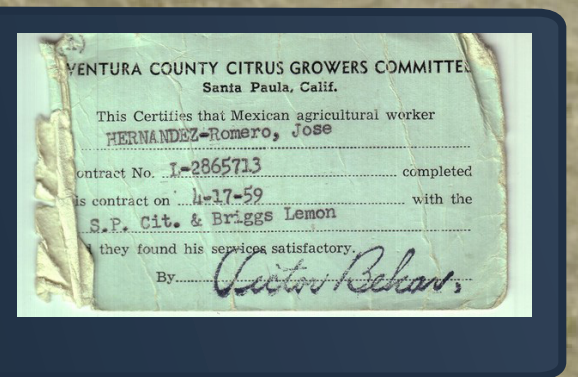 VENTURA COUNTY CITRUS GROWERS COMMITTEE
Santa Paula, Calif.
This Certifies that Mexican agricultural worker
HERNANDEZ-Romero, Jose
ontract No. L-2865713 completed
is contract on 4-17-59 with the
S.P. Cit. & Briggs Lemon
they found his services satisfactory.
By Victor Behar